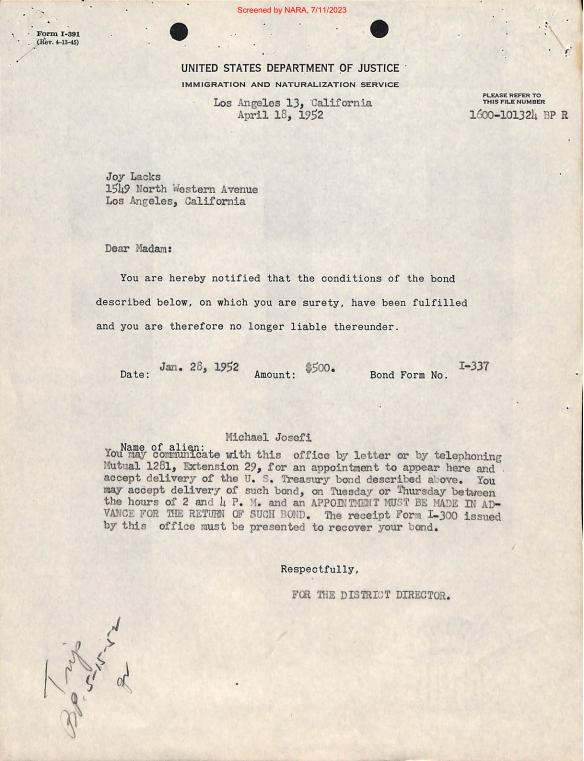 Screened by NARA, 7/11/2023
Form I-391
(Rev. 4-13-45)
UNITED STATES DEPARTMENT OF JUSTICE
IMMIGRATION AND NATURALIZATION SERVICE
Los Angeles 13, California
April 18, 1952
PLEASE REFER TO
THIS FILE NUMBER
1600-101324 BP R
Joy Lacks
1549 North Western Avenue
Los Angeles, California
Dear Madam:
You are hereby notified that the conditions of the bond
described below, on which you are surety, have been fulfilled
and you are therefore no longer liable thereunder.
Date: Jan. 28, 1952 Amount: $500. Bond Form No. I-337
Name of alien: Michael Josefi
You may communicate with this office by letter or by telephoning
Mutual 1281, Extension 29, for an appointment to appear here and
accept delivery of the U. S. Treasury bond described above. You
may accept delivery of such bond, on Tuesday or Thursday between
the hours of 2 and 4 P. M. and an APPOINTMENT MUST BE MADE IN AD-
VANCE FOR THE RETURN OF SUCH BOND. The receipt Form I-300 issued
by this office must be presented to recover your bond.
Respectfully,
FOR THE DISTRICT DIRECTOR.
BP 5-15-52